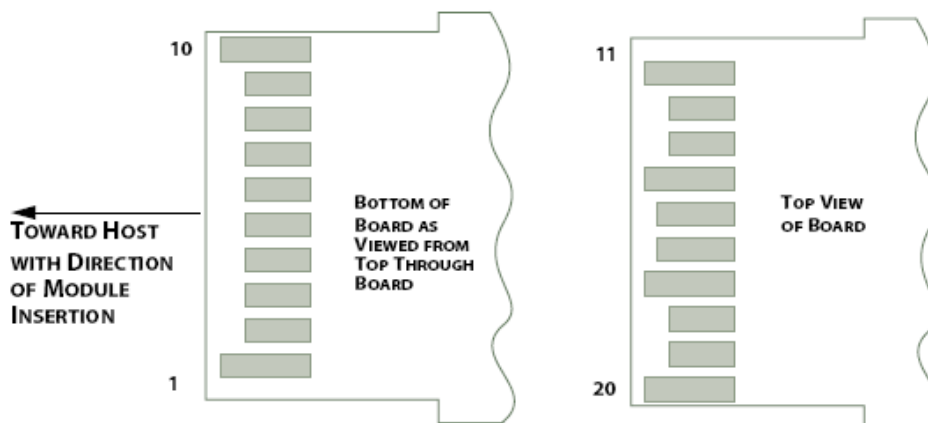 10
BOTTOM OF
BOARD AS
VIEWED FROM
TOP THROUGH
BOARD
TOWARD HOST
WITH DIRECTION
OF MODULE
INSERTION
1
11
TOP VIEW
OF BOARD
20